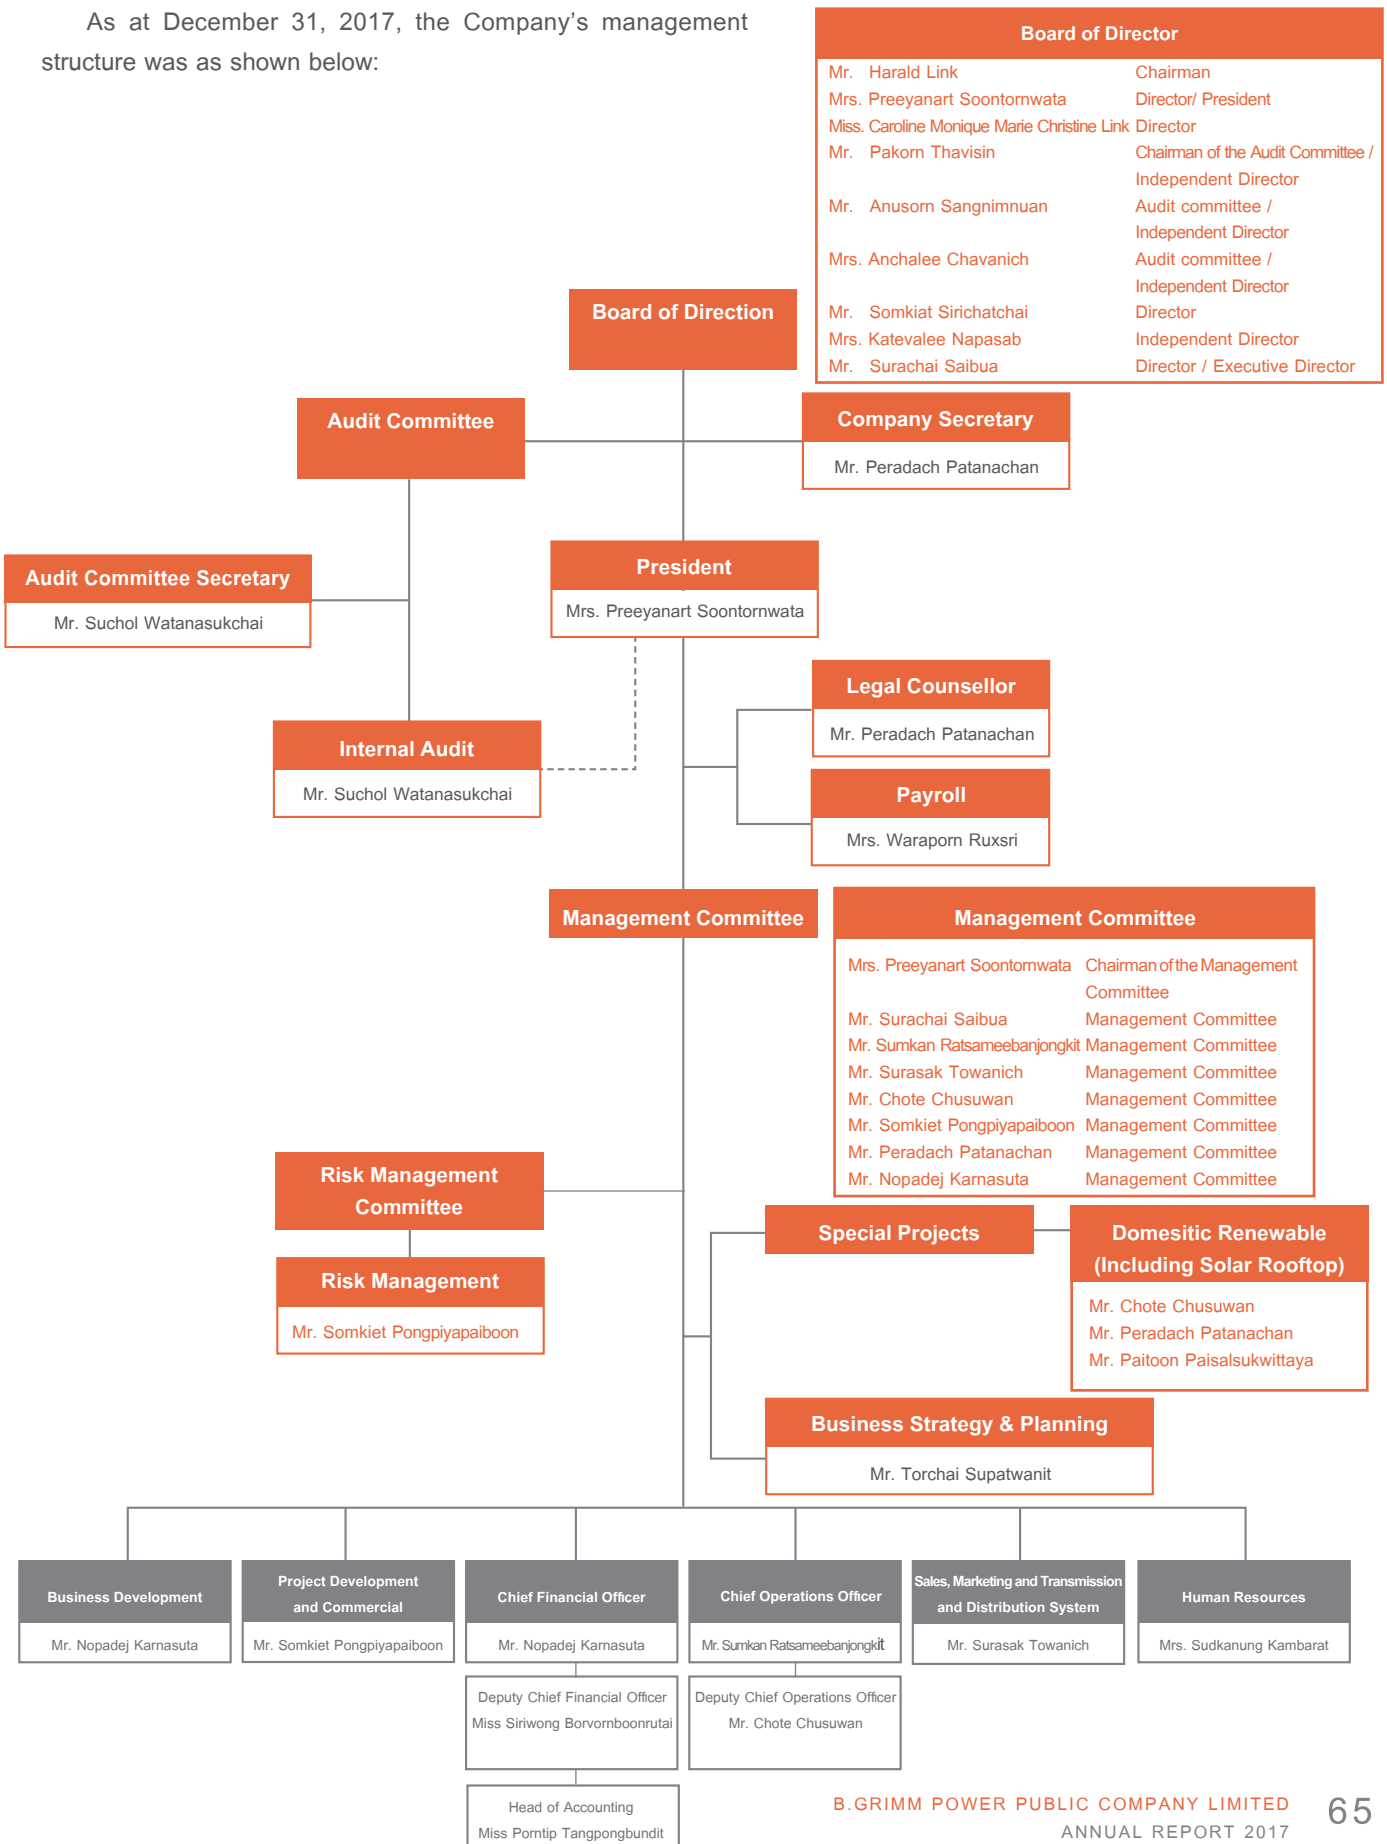 As at December 31, 2017, the Company's management
structure was as shown below:
Board of Director
Mr. Harald Link Chairman
Mrs. Preeyanart Soontornwata Director/ President
Miss. Caroline Monique Marie Christine Link Director
Mr. Pakorn Thavisin Chairman of the Audit Committee /
Independent Director
Mr. Anusorn Sangnimnuan Audit committee /
Independent Director
Mrs. Anchalee Chavanich Audit committee /
Independent Director
Mr. Somkiat Sirichatchai Director
Mrs. Katevalee Napasab Independent Director
Mr. Surachai Saibua Director / Executive Director
Board of Direction
Audit Committee
Company Secretary
Mr. Peradach Patanachan
Audit Committee Secretary
Mr. Suchol Watanasukchai
President
Mrs. Preeyanart Soontornwata
Legal Counsellor
Mr. Peradach Patanachan
Internal Audit
Mr. Suchol Watanasukchai
Payroll
Mrs. Waraporn Ruxsri
Management Committee
Management Committee
Mrs. Preeyanart Soontornwata Chairman of the Management
Committee
Mr. Surachai Saibua Management Committee
Mr. Sumkan Ratsameebanjongkit Management Committee
Mr. Surasak Towanich Management Committee
Mr. Chote Chusuwan Management Committee
Mr. Somkiet Pongpiyapaiboon Management Committee
Mr. Peradach Patanachan Management Committee
Mr. Nopadej Karnasuta Management Committee
Risk Management
Committee
Risk Management
Mr. Somkiet Pongpiyapaiboon
Special Projects
Domesitic Renewable
(Including Solar Rooftop)
Mr. Chote Chusuwan
Mr. Peradach Patanachan
Mr. Paitoon Paisalsukwittaya
Business Strategy & Planning
Mr. Torchai Supatwanit
Business Development
Mr. Nopadej Karnasuta
Project Development
and Commercial
Mr. Somkiet Pongpiyapaiboon
Chief Financial Officer
Mr. Nopadej Karnasuta
Deputy Chief Financial Officer
Miss Siriwong Borvornboonrutai
Head of Accounting
Miss Porntip Tangpongbundit
Chief Operations Officer
Mr. Sumkan Ratsameebanjongkit
Deputy Chief Operations Officer
Mr. Chote Chusuwan
Sales, Marketing and Transmission
and Distribution System
Mr. Surasak Towanich
Human Resources
Mrs. Sudkanung Kambarat
B.GRIMM POWER PUBLIC COMPANY LIMITED
ANNUAL REPORT 2017
65